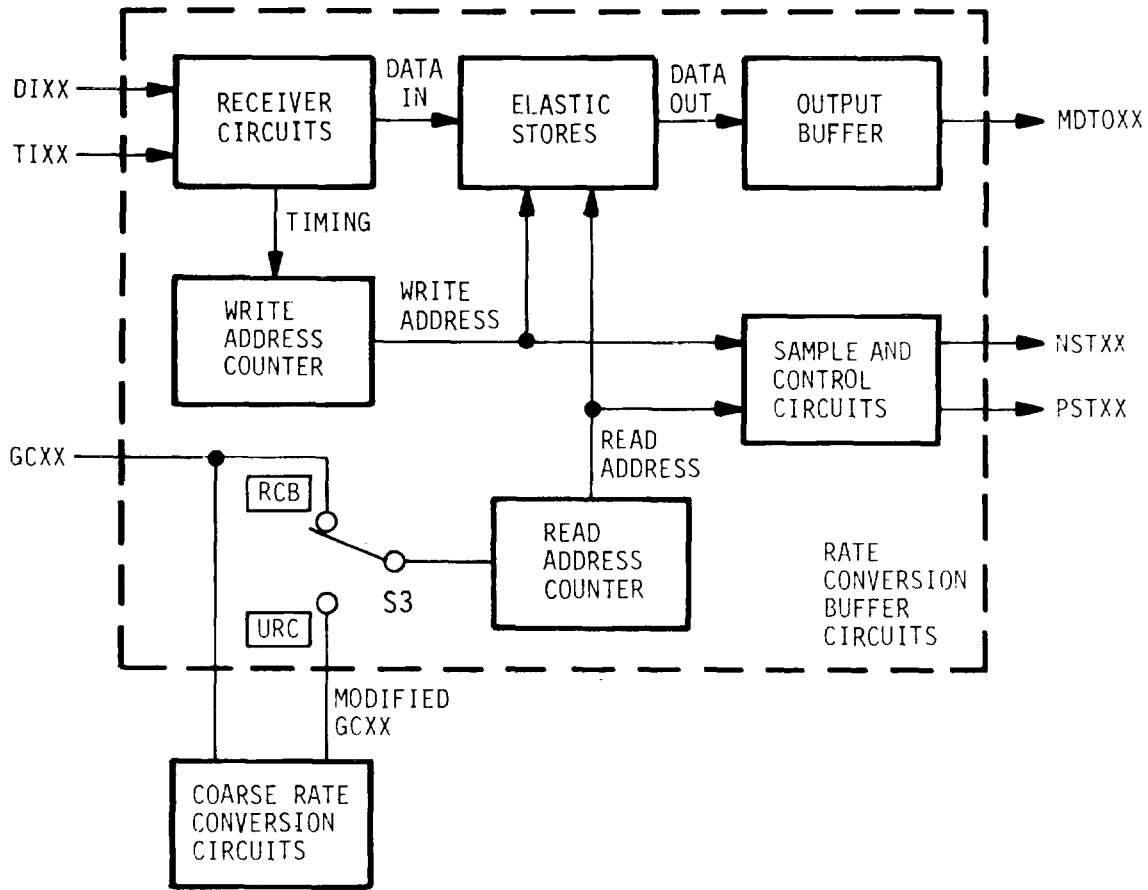 DIXX
TIXX
RECEIVER
CIRCUITS
DATA
IN
ELASTIC
STORES
DATA
OUT
OUTPUT
BUFFER
MDTOXX
TIMING
WRITE
ADDRESS
COUNTER
WRITE
ADDRESS
SAMPLE AND
CONTROL
CIRCUITS
NSTXX
PSTXX
GCXX
RCB
READ
ADDRESS
S3
READ
ADDRESS
COUNTER
URC
RATE
CONVERSION
BUFFER
CIRCUITS
MODIFIED
GCXX
COARSE RATE
CONVERSION
CIRCUITS